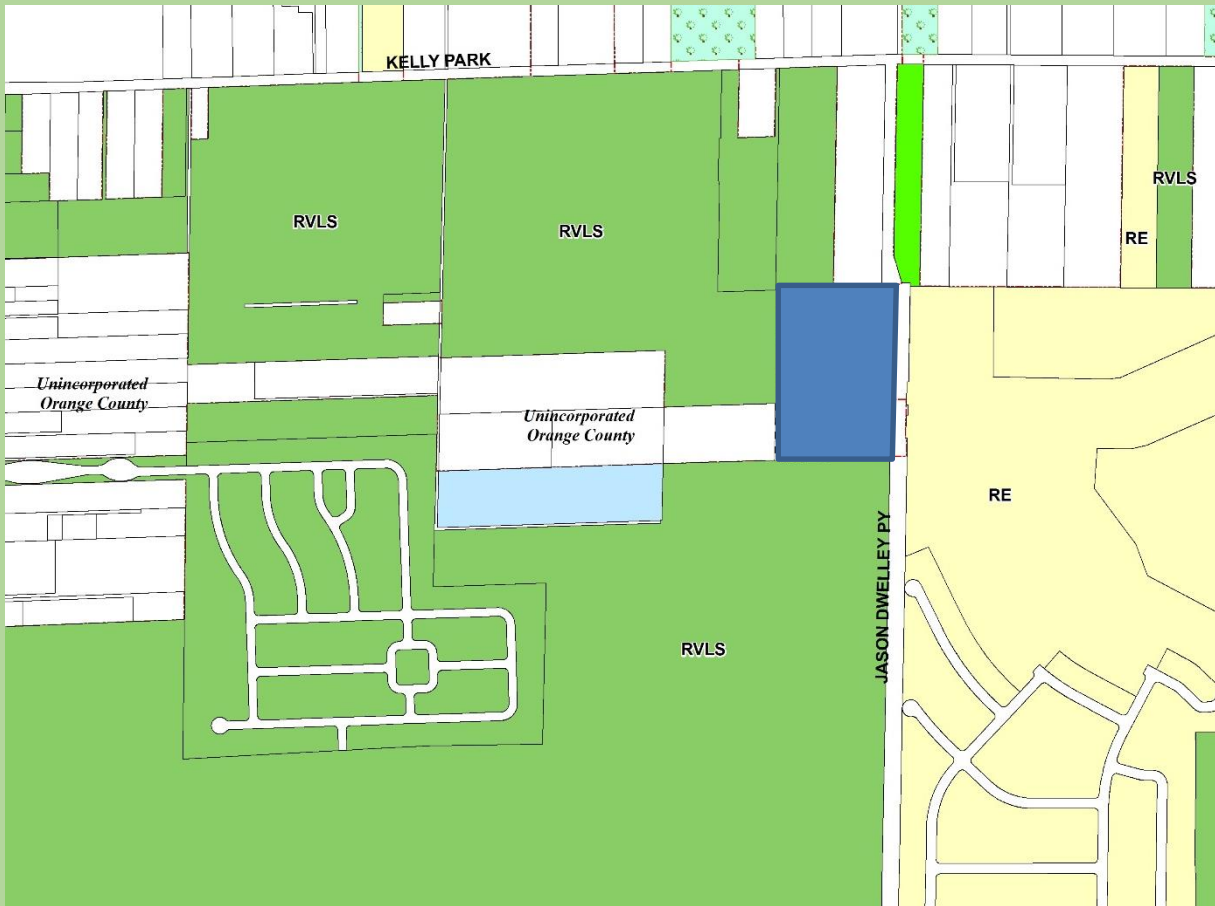 KELLY PARK
RVLS
RVLS
RVLS
RE
Unincorporated
Orange County
Unincorporated
Orange County
RE
JASON DWELLEY PY
RVLS